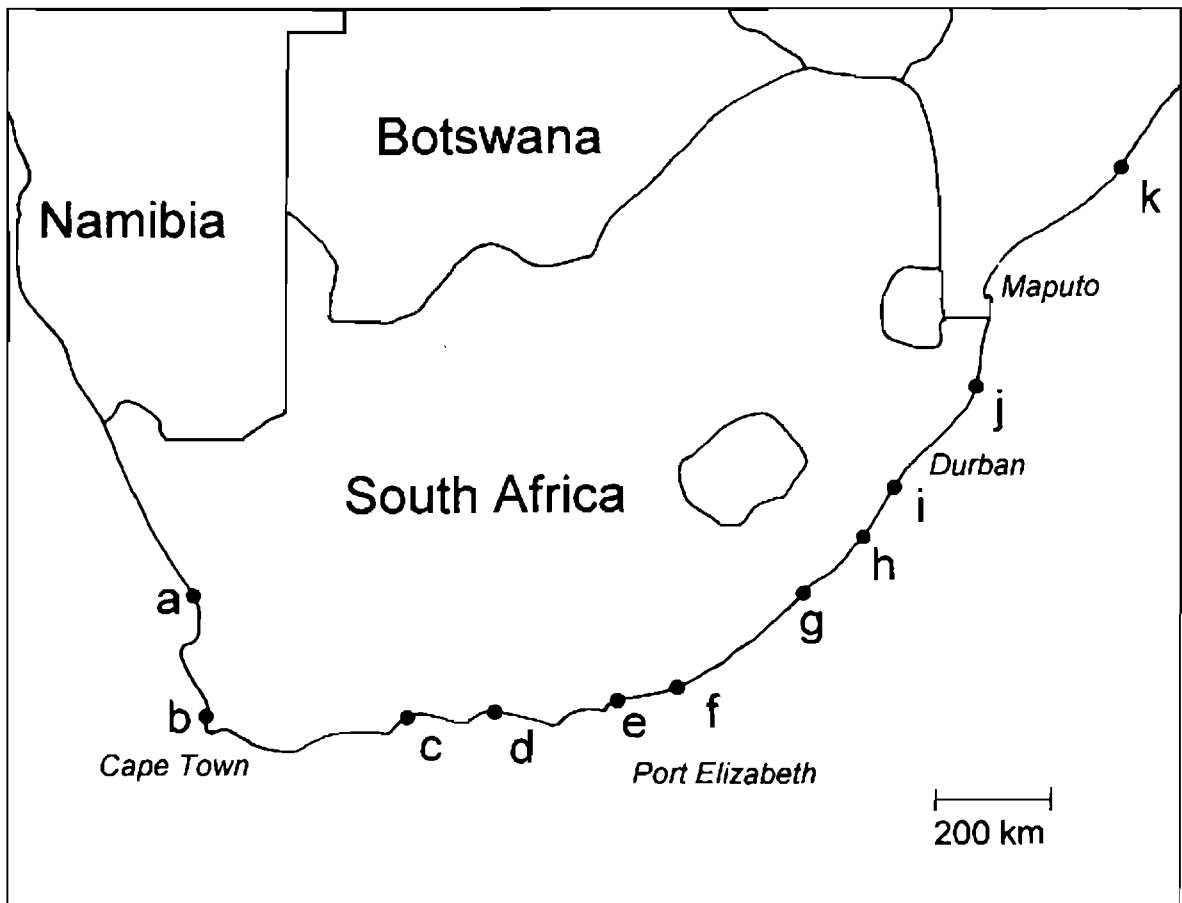 Botswana
Namibia
k
Maputo
j
Durban
South Africa
i
h
a
g
b
f
e
c
d
Cape Town
Port Elizabeth
200 km